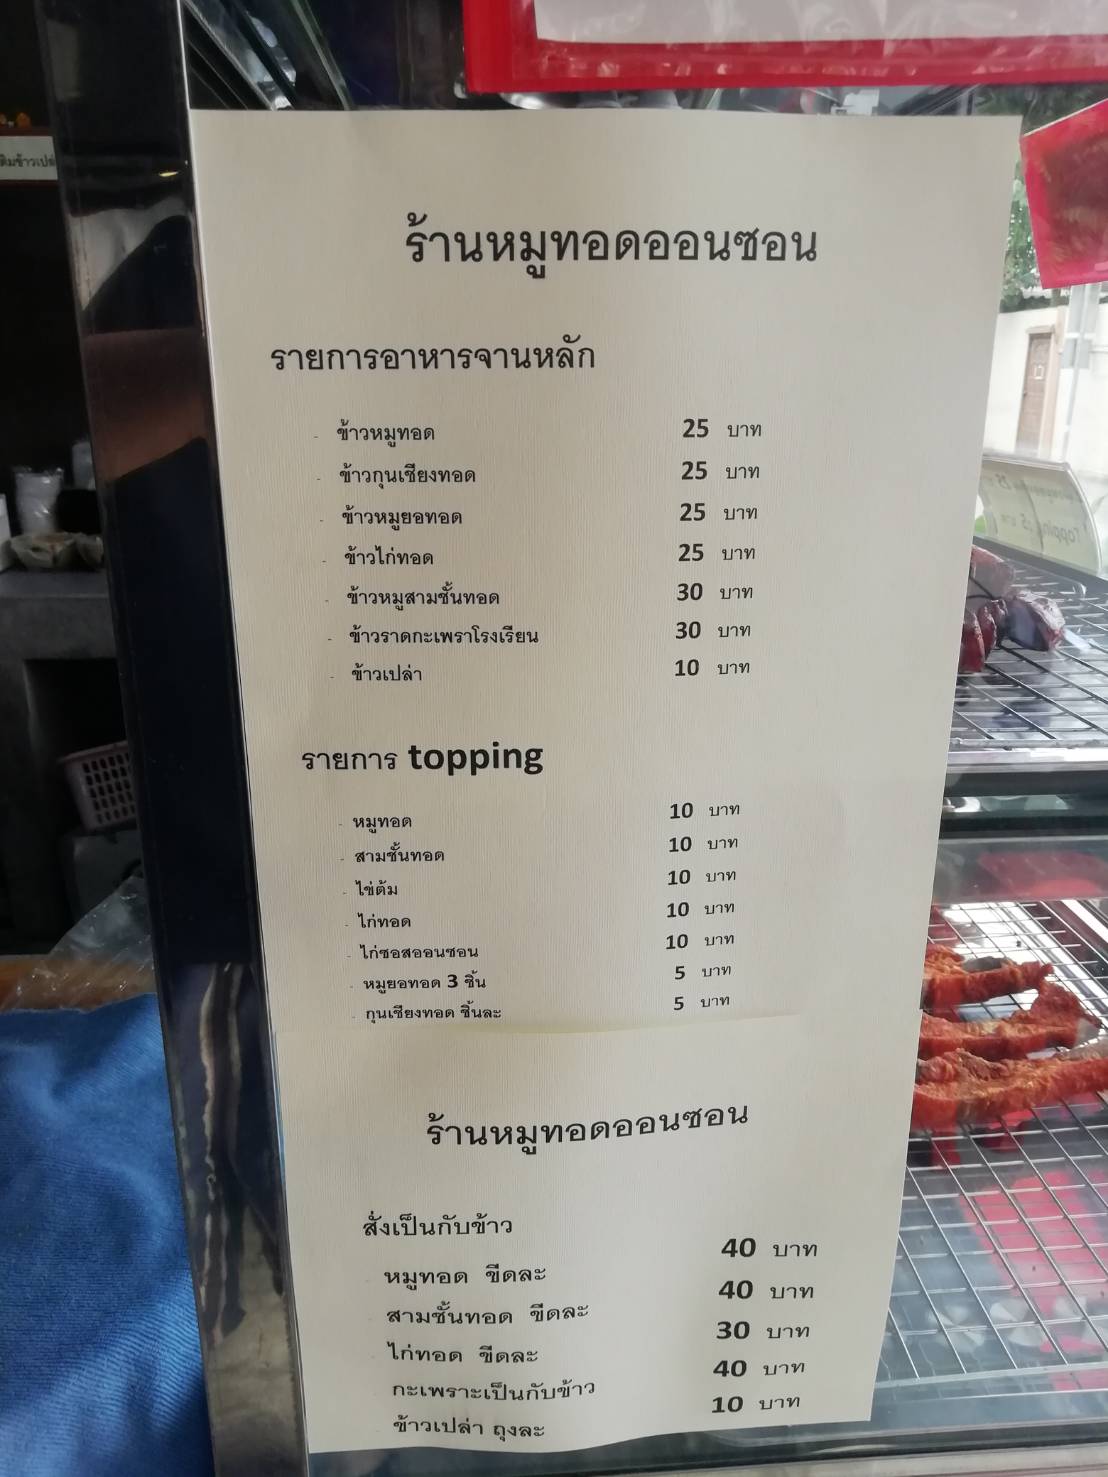 ร้านหมูทอดออนซอน
รายการอาหารจานหลัก
- ข้าวหมูทอด 25 บาท
- ข้าวกุนเชียงทอด 25 บาท
- ข้าวหมูยอทอด 25 บาท
- ข้าวไก่ทอด 25 บาท
- ข้าวหมูสามชั้นทอด 30 บาท
- ข้าวราดกะเพราโรงเรียน 30 บาท
- ข้าวเปล่า 10 บาท
รายการ topping
- หมูทอด 10 บาท
- สามชั้นทอด 10 บาท
- ไข่ต้ม 10 บาท
- ไก่ทอด 10 บาท
- ไก่ซอสออนซอน 10 บาท
- หมูยอทอด 3 ชิ้น 5 บาท
- กุนเชียงทอด ชิ้นละ 5 บาท
ร้านหมูทอดออนซอน
สั่งเป็นกับข้าว
หมูทอด ขีดละ 40 บาท
สามชั้นทอด ขีดละ 40 บาท
ไก่ทอด ขีดละ 30 บาท
กะเพราะเป็นกับข้าว 40 บาท
ข้าวเปล่า ถุงละ 10 บาท